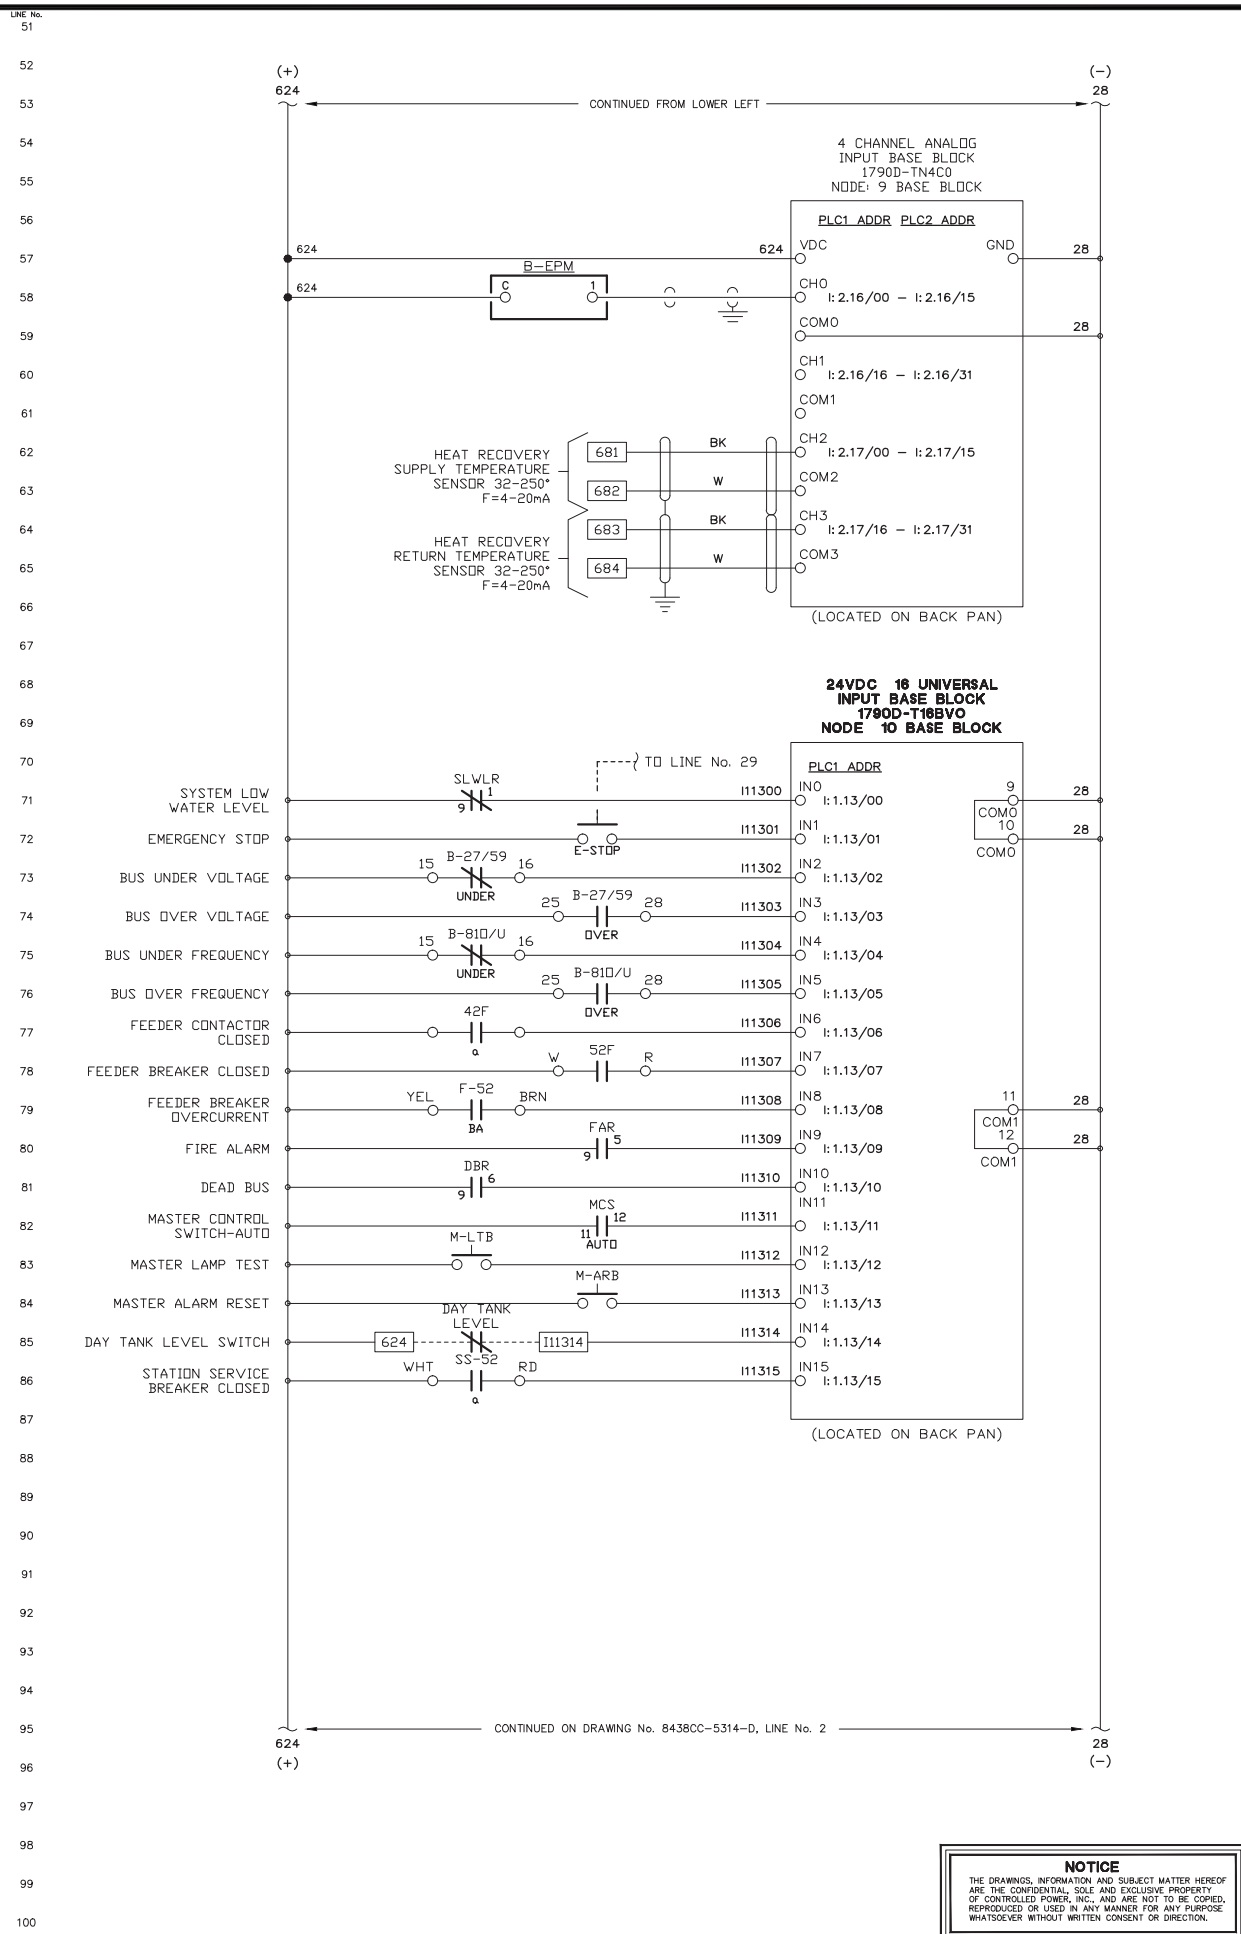 LINE No.
51
52
(+) (−)
624 28
53 CONTINUED FROM LOWER LEFT
54
4 CHANNEL ANALOG
INPUT BASE BLOCK
55
1790D-TN4C0
NODE: 9 BASE BLOCK
56 PLC1 ADDR PLC2 ADDR
57 624 624 VDC GND 28
B-EPM
58 624 C 1 CH0 I:2.16/00 – I:2.16/15
59 COM0 28
60 CH1 I:2.16/16 – I:2.16/31
61 COM1
62 HEAT RECOVERY 681 BK CH2 I:2.17/00 – I:2.17/15
SUPPLY TEMPERATURE
63 SENSOR 32-250° 682 W COM2
F=4-20mA
64 683 BK CH3 I:2.17/16 – I:2.17/31
HEAT RECOVERY
RETURN TEMPERATURE
65 SENSOR 32-250° 684 W COM3
F=4-20mA
66
(LOCATED ON BACK PAN)
67
68 24VDC 16 UNIVERSAL
INPUT BASE BLOCK
1790D-T16BVO
69 NODE 10 BASE BLOCK
70 TO LINE No. 29
PLC1 ADDR
71 SYSTEM LOW WATER LEVEL SLWLR 9 1 I11300 IN0 I:1.13/00 9 COM0 28
72 EMERGENCY STOP E-STOP I11301 IN1 I:1.13/01 10 COM0 28
73 BUS UNDER VOLTAGE 15 B-27/59 16 UNDER I11302 IN2 I:1.13/02
74 BUS OVER VOLTAGE 25 B-27/59 28 OVER I11303 IN3 I:1.13/03
75 BUS UNDER FREQUENCY 15 B-81O/U 16 UNDER I11304 IN4 I:1.13/04
76 BUS OVER FREQUENCY 25 B-81O/U 28 OVER I11305 IN5 I:1.13/05
77 FEEDER CONTACTOR CLOSED 42F a I11306 IN6 I:1.13/06
78 FEEDER BREAKER CLOSED W 52F R I11307 IN7 I:1.13/07
79 FEEDER BREAKER OVERCURRENT YEL F-52 BRN BA I11308 IN8 I:1.13/08 11 COM1 28
80 FIRE ALARM FAR 9 5 I11309 IN9 I:1.13/09 12 COM1 28
81 DEAD BUS DBR 9 6 I11310 IN10 I:1.13/10
82 MASTER CONTROL SWITCH-AUTO MCS 11 12 AUTO I11311 IN11 I:1.13/11
83 MASTER LAMP TEST M-LTB I11312 IN12 I:1.13/12
84 MASTER ALARM RESET M-ARB I11313 IN13 I:1.13/13
85 DAY TANK LEVEL SWITCH 624 DAY TANK LEVEL I11314 I11314 IN14 I:1.13/14
86 STATION SERVICE BREAKER CLOSED WHT SS-52 RD a I11315 IN15 I:1.13/15
87
(LOCATED ON BACK PAN)
88
89
90
91
92
93
94
95 CONTINUED ON DRAWING No. 8438CC-5314-D, LINE No. 2
624 28
96 (+) (−)
97
98
NOTICE
99 THE DRAWINGS, INFORMATION AND SUBJECT MATTER HEREOF
ARE THE CONFIDENTIAL, SOLE AND EXCLUSIVE PROPERTY
OF CONTROLLED POWER, INC., AND ARE NOT TO BE COPIED,
REPRODUCED OR USED IN ANY MANNER FOR ANY PURPOSE
100 WHATSOEVER WITHOUT WRITTEN CONSENT OR DIRECTION.